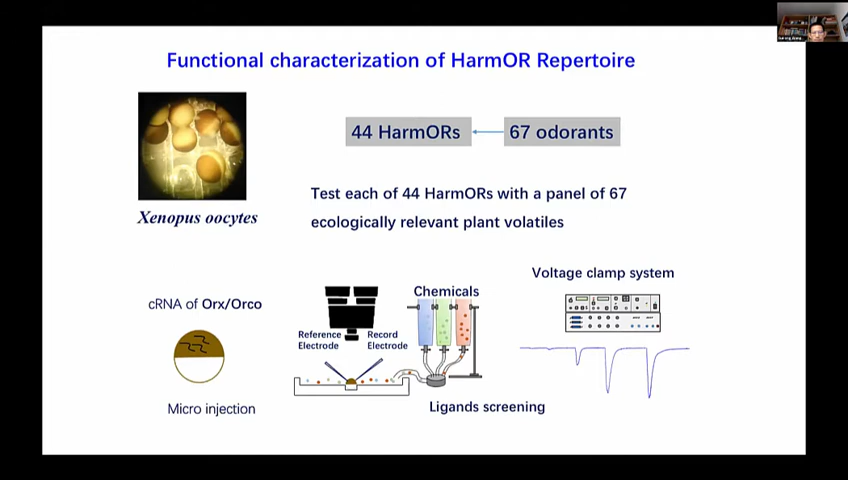 Functional characterization of HarmOR Repertoire
44 HarmORs
67 odorants
Test each of 44 HarmORs with a panel of 67
ecologically relevant plant volatiles
Xenopus oocytes
Voltage clamp system
Chemicals
cRNA of Orx/Orco
Reference
Electrode
Record
Electrode
Micro injection
Ligands screening